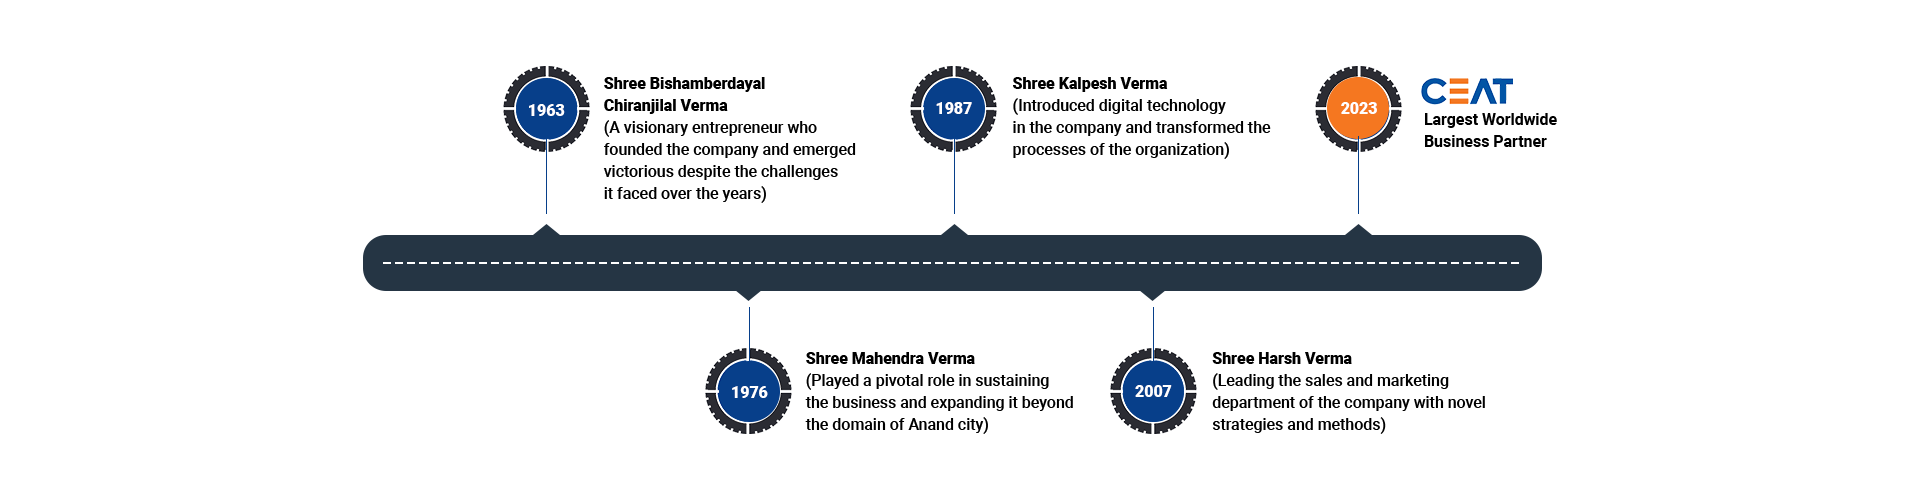 1963
Shree Bishamberdayal
Chiranjilal Verma
(A visionary entrepreneur who
founded the company and emerged
victorious despite the challenges
it faced over the years)
1987
Shree Kalpesh Verma
(Introduced digital technology
in the company and transformed the
processes of the organization)
2023
CEAT
Largest Worldwide
Business Partner
1976
Shree Mahendra Verma
(Played a pivotal role in sustaining
the business and expanding it beyond
the domain of Anand city)
2007
Shree Harsh Verma
(Leading the sales and marketing
department of the company with novel
strategies and methods)